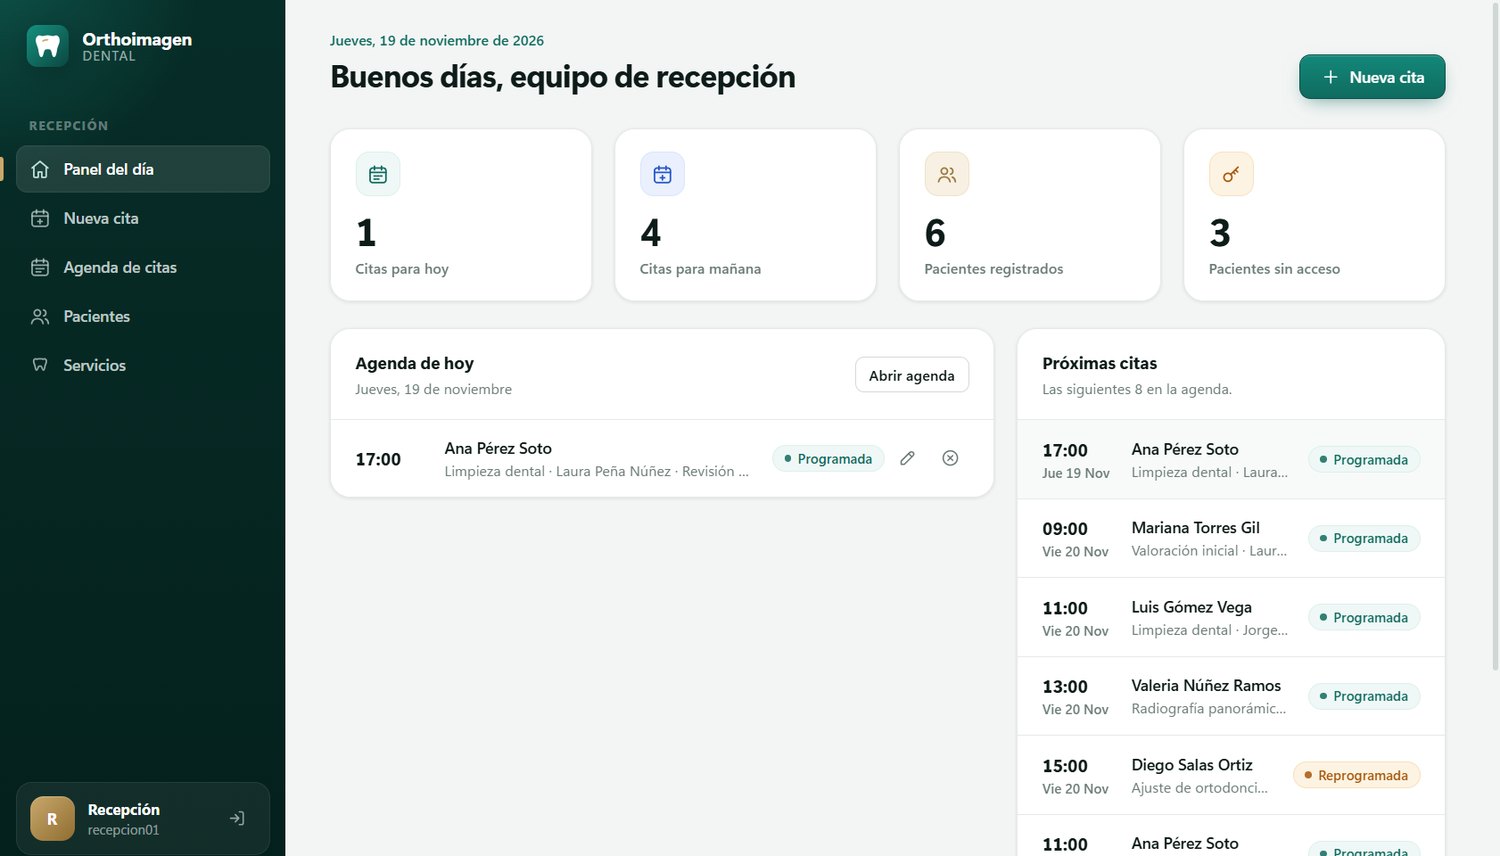 Orthoimagen
DENTAL
RECEPCIÓN
Panel del día
Nueva cita
Agenda de citas
Pacientes
Servicios
R
Recepción
recepcion01
Jueves, 19 de noviembre de 2026
Buenos días, equipo de recepción
Nueva cita
1
Citas para hoy
4
Citas para mañana
6
Pacientes registrados
3
Pacientes sin acceso
Agenda de hoy
Jueves, 19 de noviembre
Abrir agenda
17:00
Ana Pérez Soto
Limpieza dental · Laura Peña Núñez · Revisión ...
Programada
Próximas citas
Las siguientes 8 en la agenda.
17:00
Jue 19 Nov
Ana Pérez Soto
Limpieza dental · Laura...
Programada
09:00
Vie 20 Nov
Mariana Torres Gil
Valoración inicial · Laur...
Programada
11:00
Vie 20 Nov
Luis Gómez Vega
Limpieza dental · Jorge...
Programada
13:00
Vie 20 Nov
Valeria Núñez Ramos
Radiografía panorámic...
Programada
15:00
Vie 20 Nov
Diego Salas Ortiz
Ajuste de ortodonci...
Reprogramada
11:00
Ana Pérez Soto
Programada